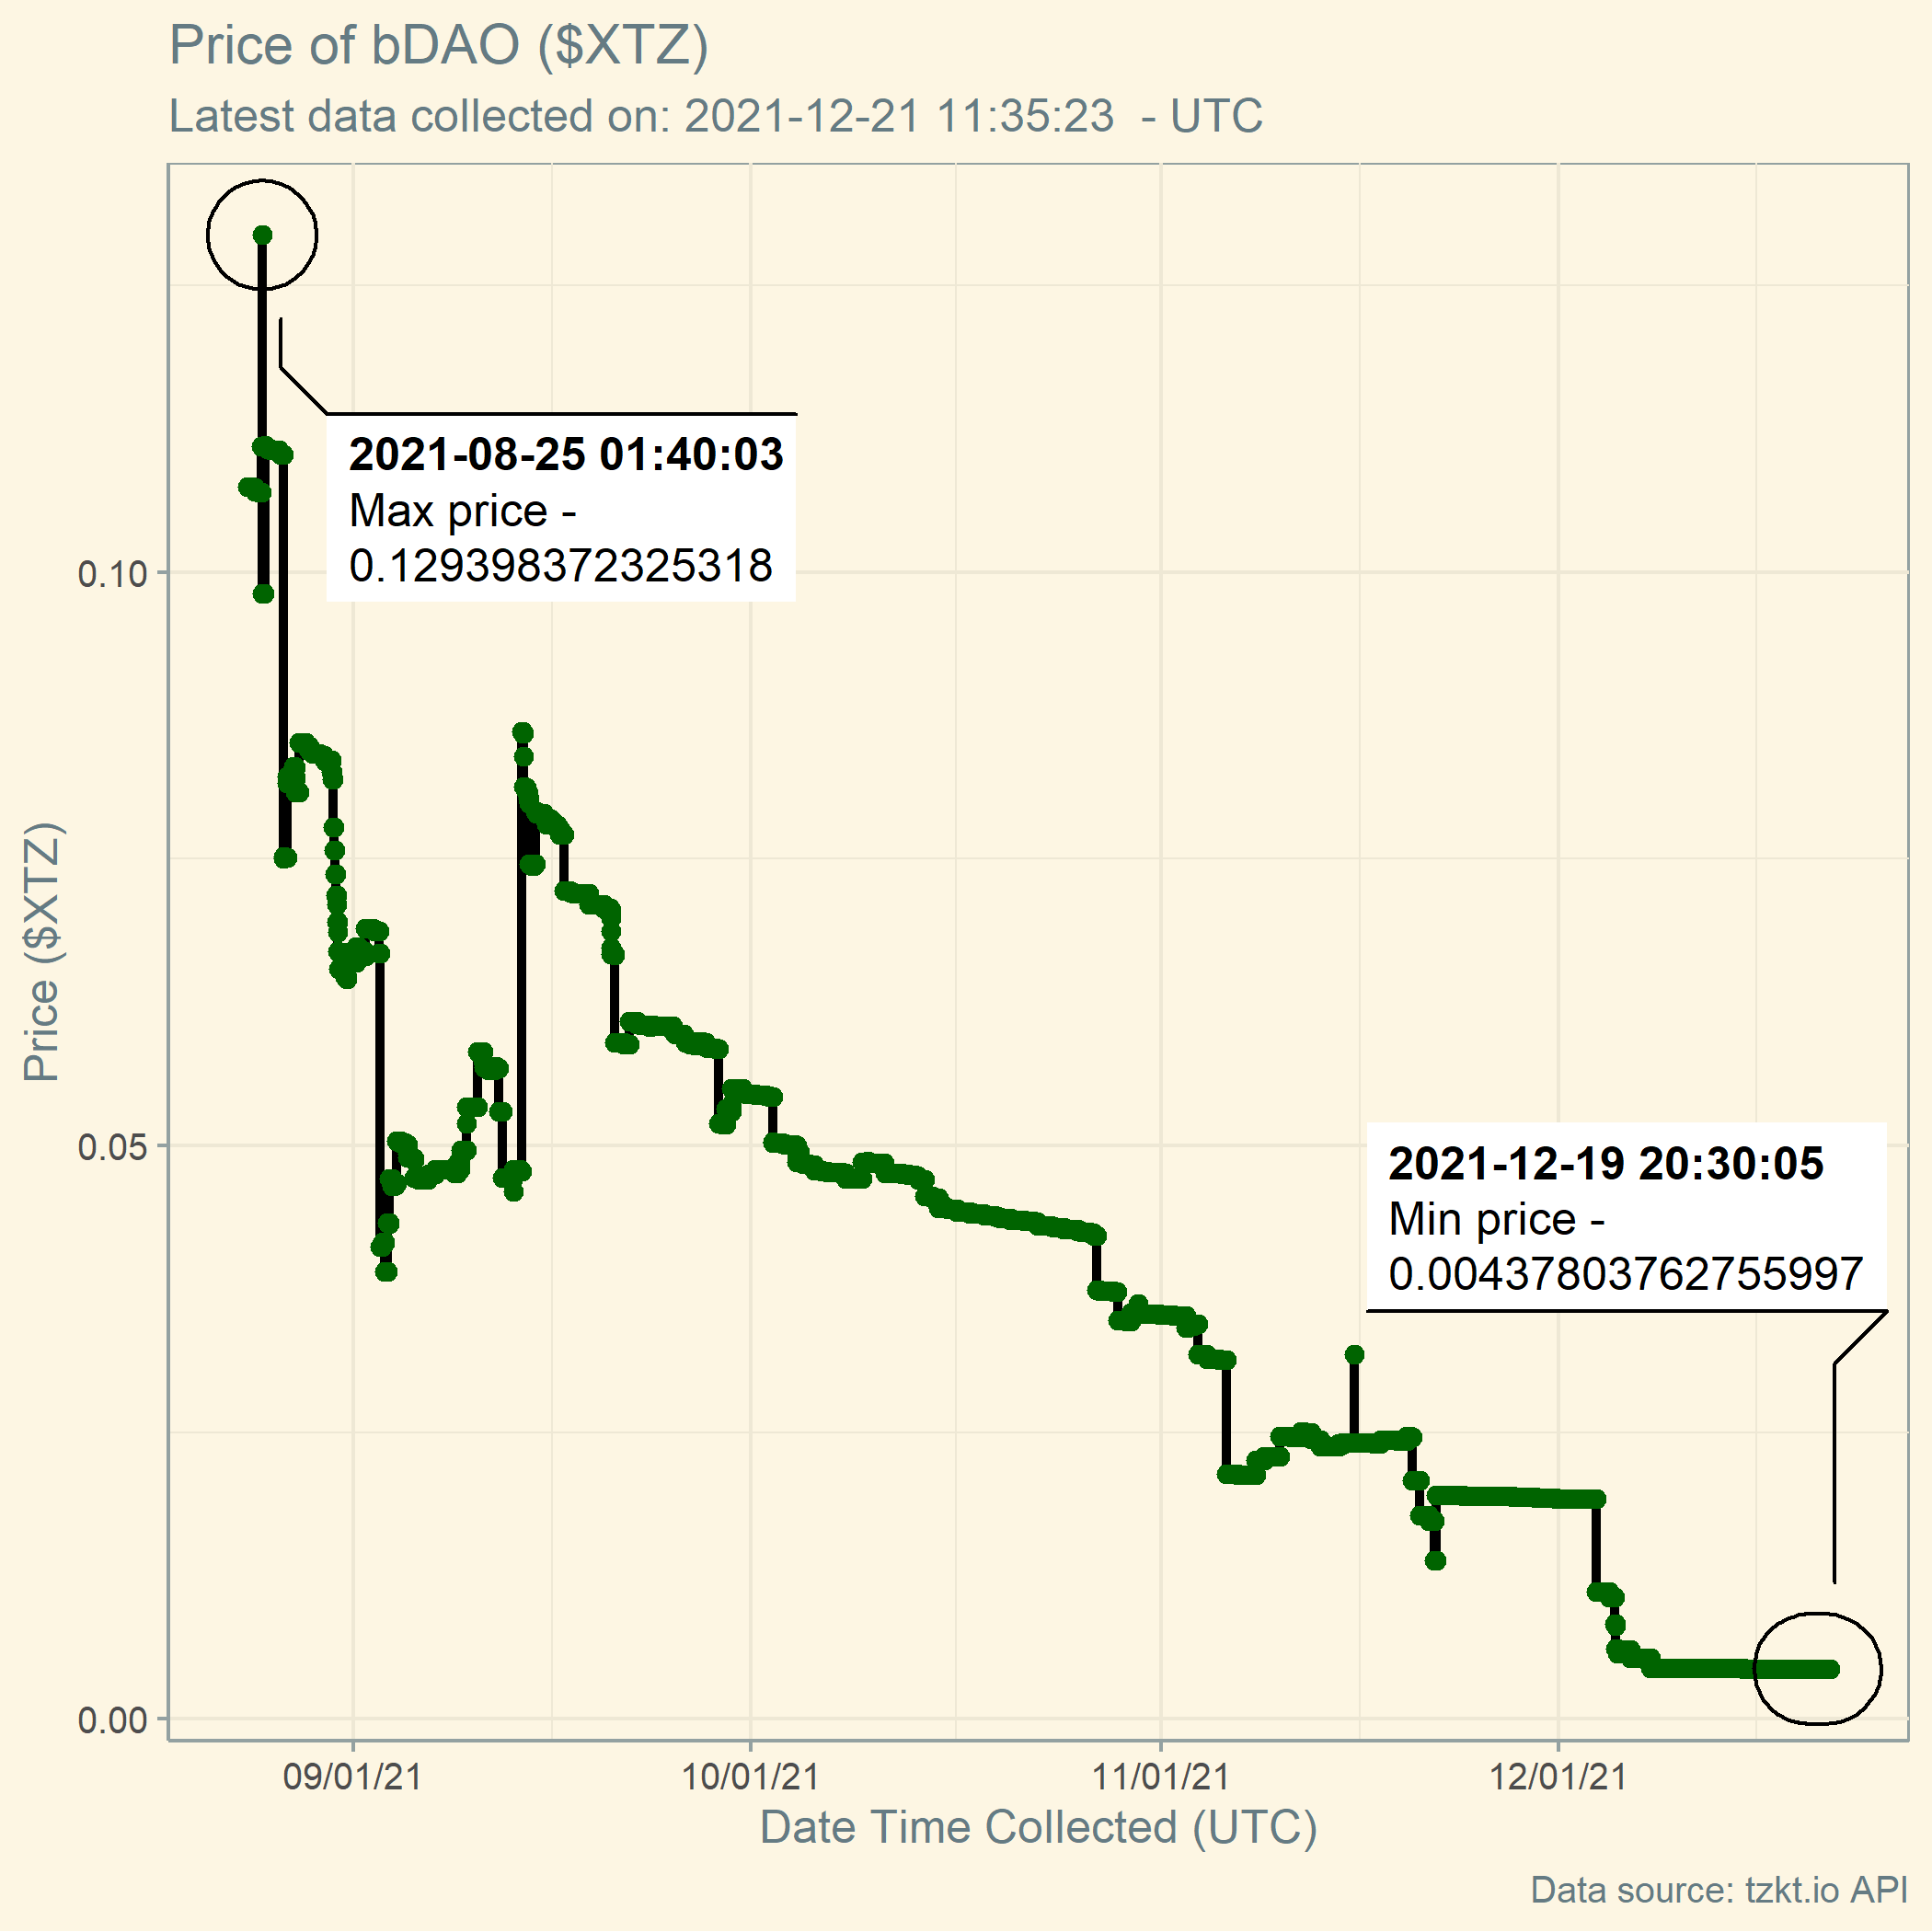 Price of bDAO ($XTZ)
Latest data collected on: 2021-12-21 11:35:23  - UTC
2021-08-25 01:40:03
Max price -
0.129398372325318
0.10
Price ($XTZ)
0.05
2021-12-19 20:30:05
Min price -
0.00437803762755997
0.00
09/01/21
10/01/21
11/01/21
12/01/21
Date Time Collected (UTC)
Data source: tzkt.io API